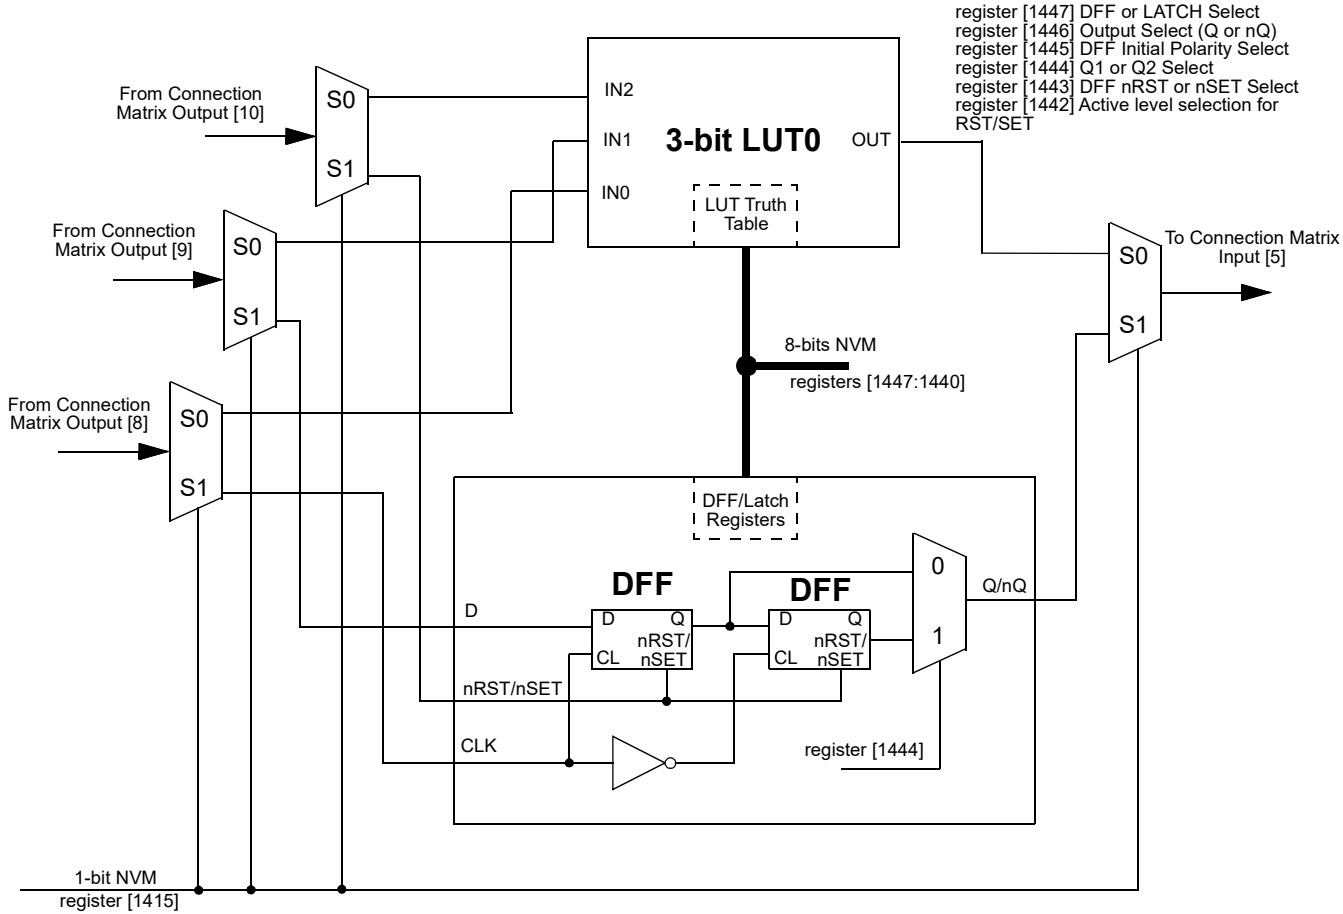 register [1447] DFF or LATCH Select
register [1446] Output Select (Q or nQ)
register [1445] DFF Initial Polarity Select
register [1444] Q1 or Q2 Select
register [1443] DFF nRST or nSET Select
register [1442] Active level selection for
RST/SET
From Connection
Matrix Output [10]
S0
S1
IN2
IN1
IN0
3-bit LUT0
OUT
LUT Truth
Table
From Connection
Matrix Output [9]
S0
S1
To Connection Matrix
Input [5]
S0
S1
8-bits NVM
registers [1447:1440]
From Connection
Matrix Output [8]
S0
S1
DFF/Latch
Registers
DFF
DFF
0
1
Q/nQ
D
D
Q
nRST/
nSET
CL
D
Q
nRST/
nSET
CL
nRST/nSET
CLK
register [1444]
1-bit NVM
register [1415]